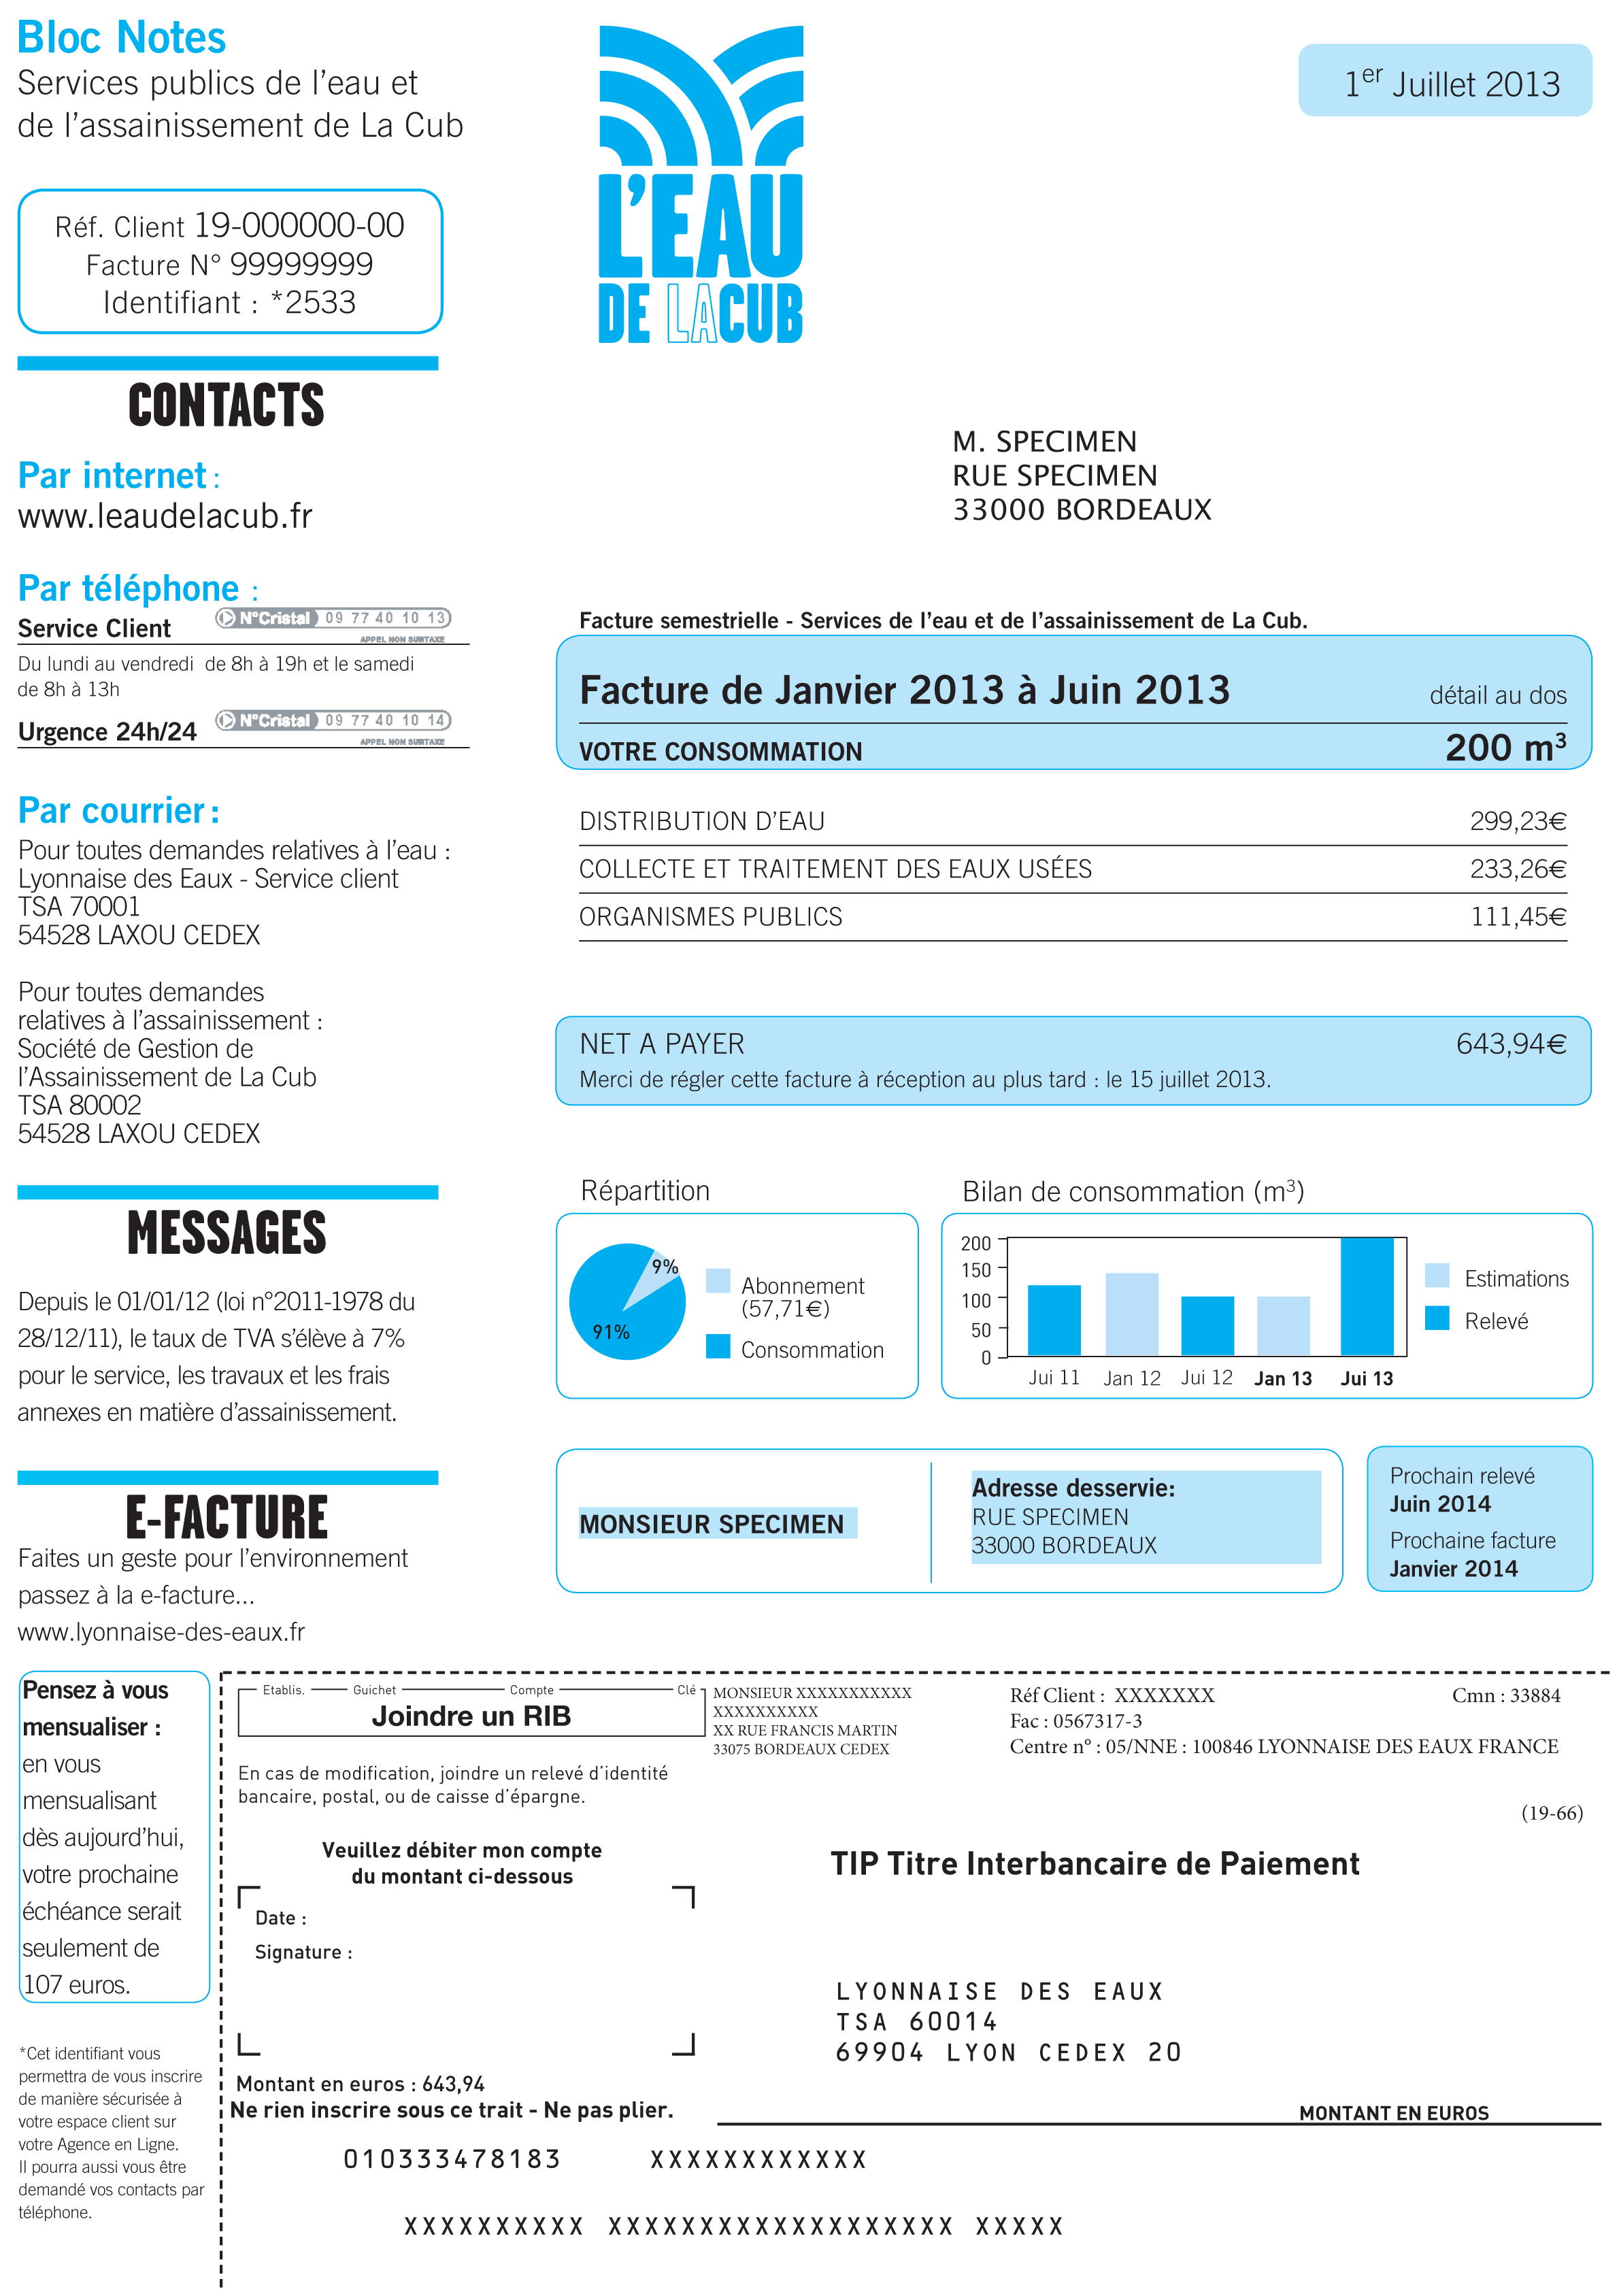 Bloc Notes
Services publics de l'eau et
de l'assainissement de La Cub
Réf. Client 19-000000-00
Facture N° 99999999
Identifiant : *2533
CONTACTS
Par internet :
www.leaudelacub.fr
Par téléphone :
Service Client N°Cristal 09 77 40 10 13
APPEL NON SURTAXE
Du lundi au vendredi de 8h à 19h et le samedi
de 8h à 13h
Urgence 24h/24 N°Cristal 09 77 40 10 14
APPEL NON SURTAXE
Par courrier :
Pour toutes demandes relatives à l'eau :
Lyonnaise des Eaux - Service client
TSA 70001
54528 LAXOU CEDEX
Pour toutes demandes
relatives à l'assainissement :
Société de Gestion de
l'Assainissement de La Cub
TSA 80002
54528 LAXOU CEDEX
MESSAGES
Depuis le 01/01/12 (loi n°2011-1978 du
28/12/11), le taux de TVA s'élève à 7%
pour le service, les travaux et les frais
annexes en matière d'assainissement.
E-FACTURE
Faites un geste pour l'environnement
passez à la e-facture...
www.lyonnaise-des-eaux.fr
L'EAU
DE LACUB
1er Juillet 2013
M. SPECIMEN
RUE SPECIMEN
33000 BORDEAUX
Facture semestrielle - Services de l'eau et de l'assainissement de La Cub.
Facture de Janvier 2013 à Juin 2013 détail au dos
VOTRE CONSOMMATION 200 m³
DISTRIBUTION D'EAU 299,23€
COLLECTE ET TRAITEMENT DES EAUX USÉES 233,26€
ORGANISMES PUBLICS 111,45€
NET A PAYER 643,94€
Merci de régler cette facture à réception au plus tard : le 15 juillet 2013.
Répartition
9%
91%
Abonnement
(57,71€)
Consommation
Bilan de consommation (m³)
200
150
100
50
0
Jui 11 Jan 12 Jui 12 Jan 13 Jui 13
Estimations
Relevé
MONSIEUR SPECIMEN
Adresse desservie:
RUE SPECIMEN
33000 BORDEAUX
Prochain relevé
Juin 2014
Prochaine facture
Janvier 2014
Pensez à vous
mensualiser :
en vous
mensualisant
dès aujourd'hui,
votre prochaine
échéance serait
seulement de
107 euros.
*Cet identifiant vous
permettra de vous inscrire
de manière sécurisée à
votre espace client sur
votre Agence en Ligne.
Il pourra aussi vous être
demandé vos contacts par
téléphone.
Etablis. Guichet Compte Clé
Joindre un RIB
En cas de modification, joindre un relevé d'identité
bancaire, postal, ou de caisse d'épargne.
MONSIEUR XXXXXXXXXXX
XXXXXXXXXX
XX RUE FRANCIS MARTIN
33075 BORDEAUX CEDEX
Réf Client : XXXXXXX Cmn : 33884
Fac : 0567317-3
Centre n° : 05/NNE : 100846 LYONNAISE DES EAUX FRANCE
(19-66)
Veuillez débiter mon compte
du montant ci-dessous
Date :
Signature :
TIP Titre Interbancaire de Paiement
LYONNAISE DES EAUX
TSA 60014
69904 LYON CEDEX 20
Montant en euros : 643,94
Ne rien inscrire sous ce trait - Ne pas plier.
MONTANT EN EUROS
010333478183 XXXXXXXXXXXX
XXXXXXXXXX XXXXXXXXXXXXXXXXXXX XXXXX